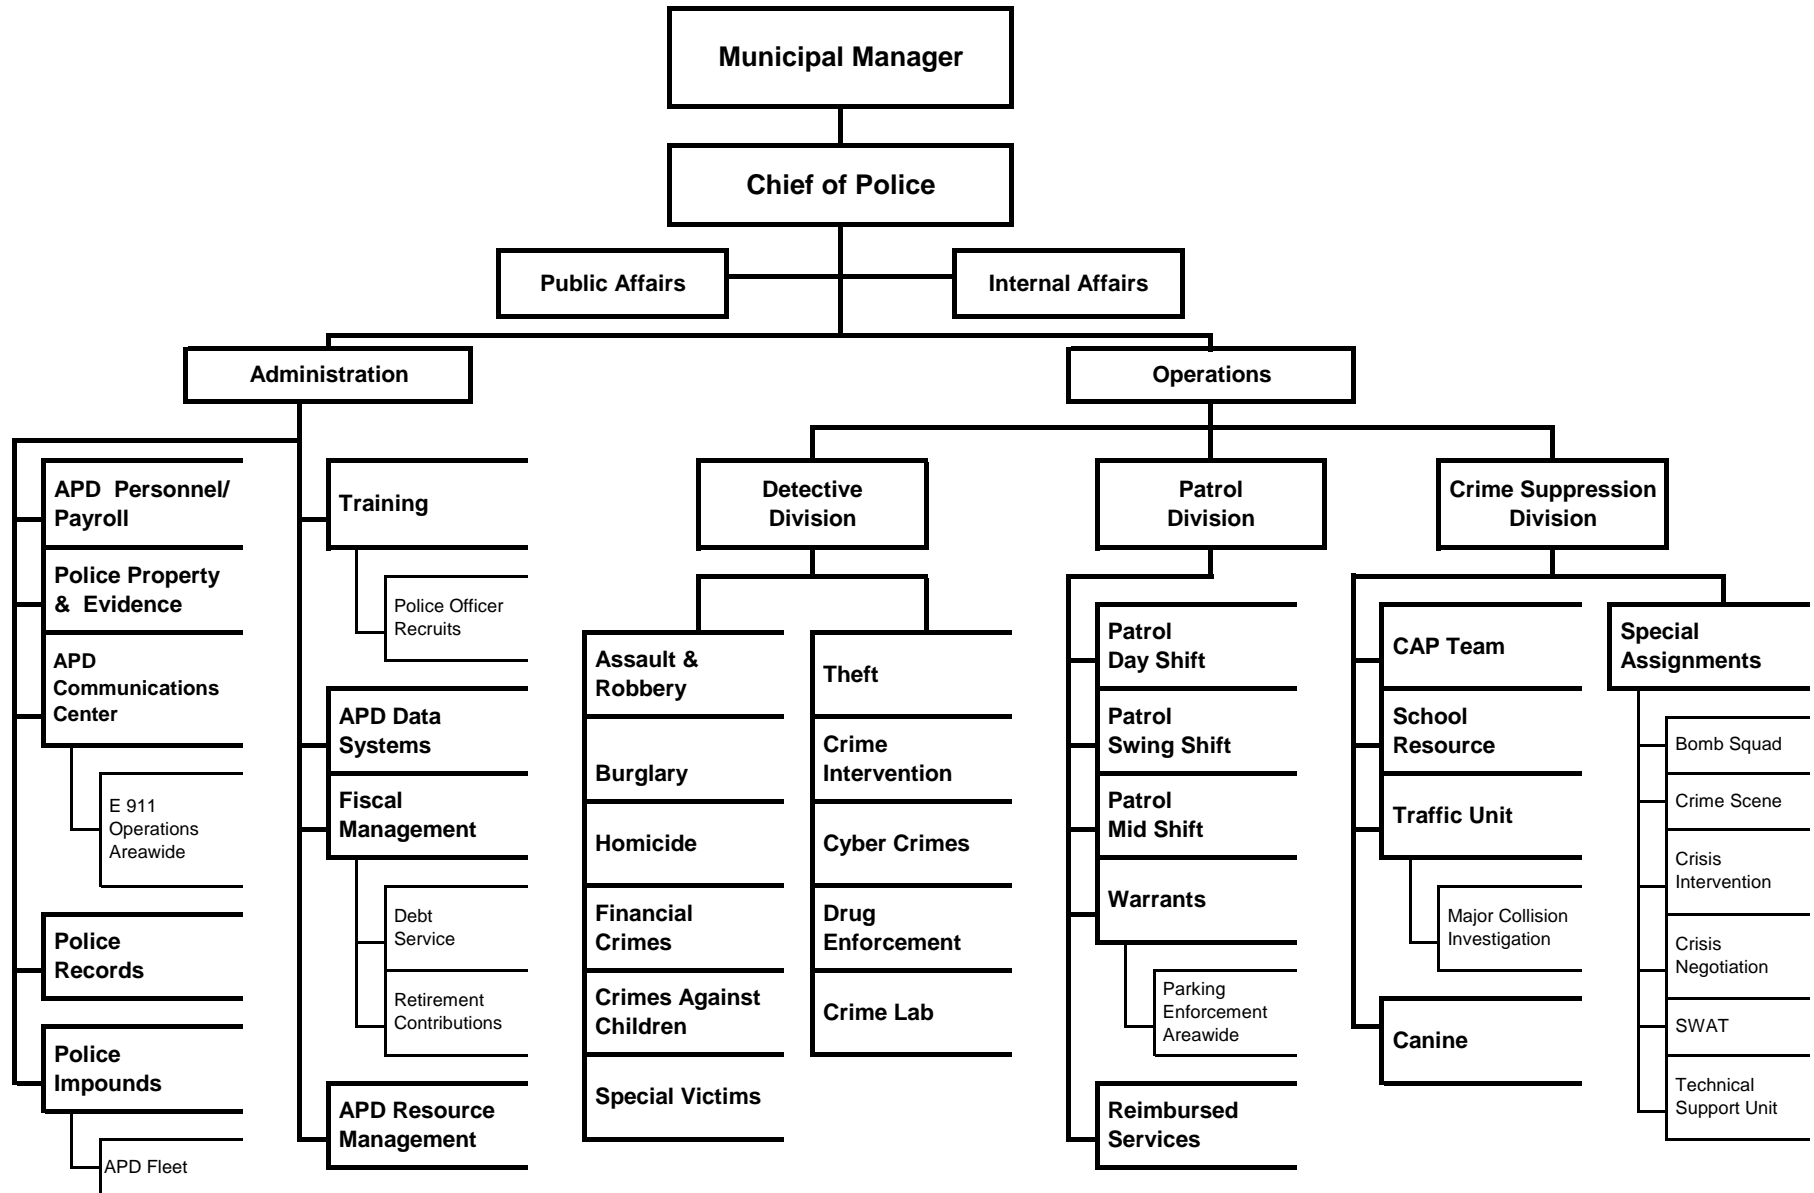 Municipal Manager
Chief of Police
Public Affairs
Internal Affairs
Administration
Operations
APD  Personnel/
Payroll
Police Property
&  Evidence
APD
Communications
Center
E 911
Operations
Areawide
Police
Records
Police
Impounds
APD Fleet
Training
Police Officer
Recruits
APD Data
Systems
Fiscal
Management
Debt
Service
Retirement
Contributions
APD Resource
Management
Detective
Division
Assault &
Robbery
Burglary
Homicide
Financial
Crimes
Crimes Against
Children
Special Victims
Theft
Crime
Intervention
Cyber Crimes
Drug
Enforcement
Crime Lab
Patrol
Division
Patrol
Day Shift
Patrol
Swing Shift
Patrol
Mid Shift
Warrants
Parking
Enforcement
Areawide
Reimbursed
Services
Crime Suppression
Division
CAP Team
School
Resource
Traffic Unit
Major Collision
Investigation
Canine
Special
Assignments
Bomb Squad
Crime Scene
Crisis
Intervention
Crisis
Negotiation
SWAT
Technical
Support Unit